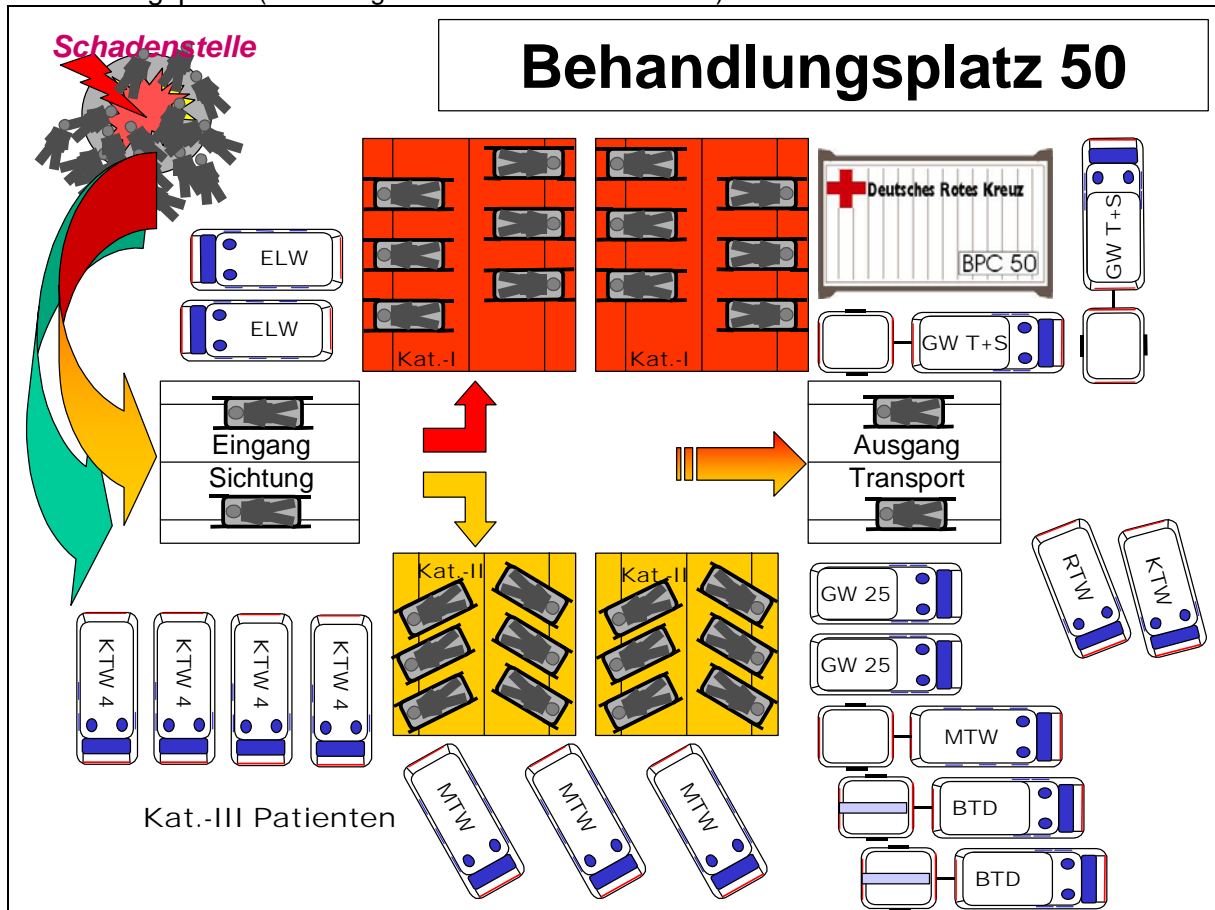 Schadenstelle
Behandlungsplatz 50
Deutsches Rotes Kreuz
BPC 50
GW T+S
ELW
ELW
GW T+S
Kat.-I
Kat.-I
Eingang
Sichtung
Ausgang
Transport
Kat.-II
Kat.-II
RTW
KTW
GW 25
GW 25
KTW 4
KTW 4
KTW 4
KTW 4
MTW
MTW
MTW
MTW
BTD
BTD
Kat.-III Patienten